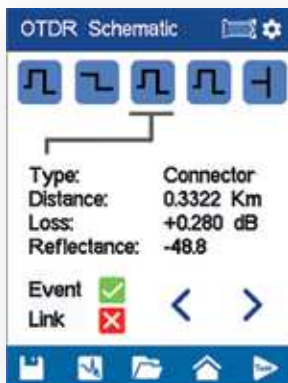 OTDR Schematic
Type: Connector
Distance: 0.3322 Km
Loss: +0.280 dB
Reflectance: -48.8
Event
Link